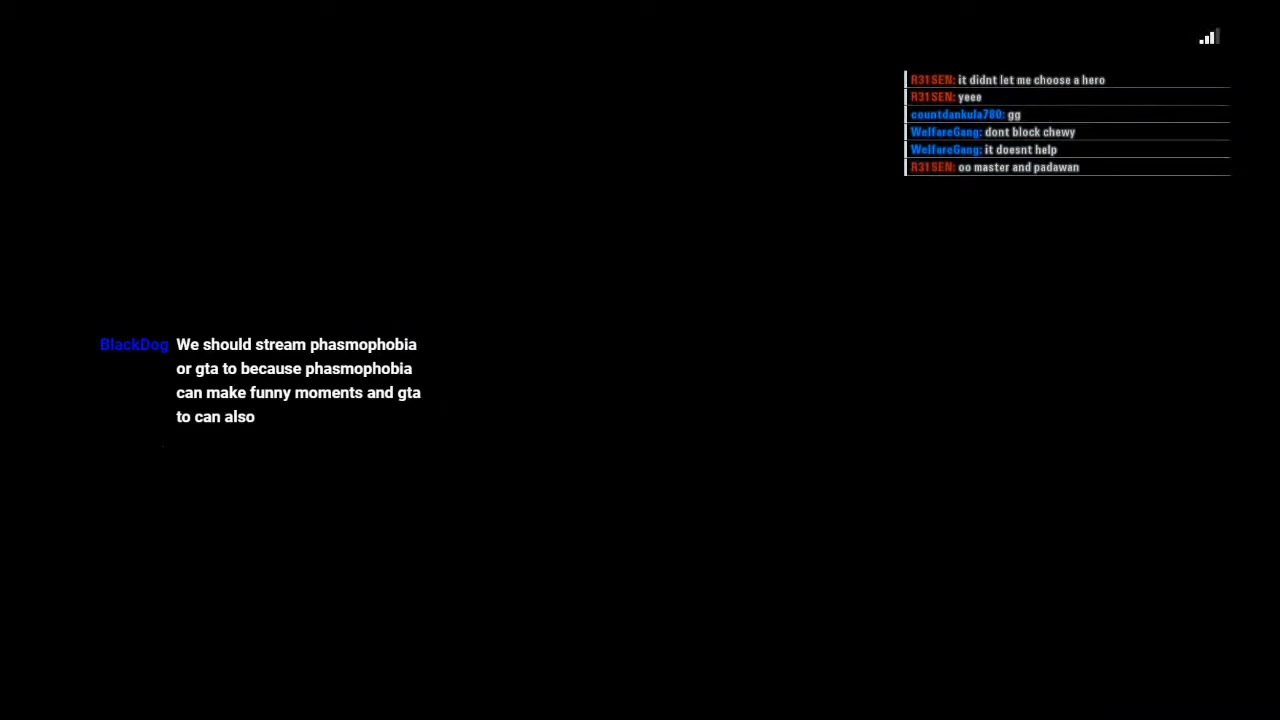 R31SEN: it didnt let me choose a hero
R31SEN: yeee
countdankula780: gg
WelfareGang: dont block chewy
WelfareGang: it doesnt help
R31SEN: oo master and padawan
BlackDog We should stream phasmophobia
or gta to because phasmophobia
can make funny moments and gta
to can also